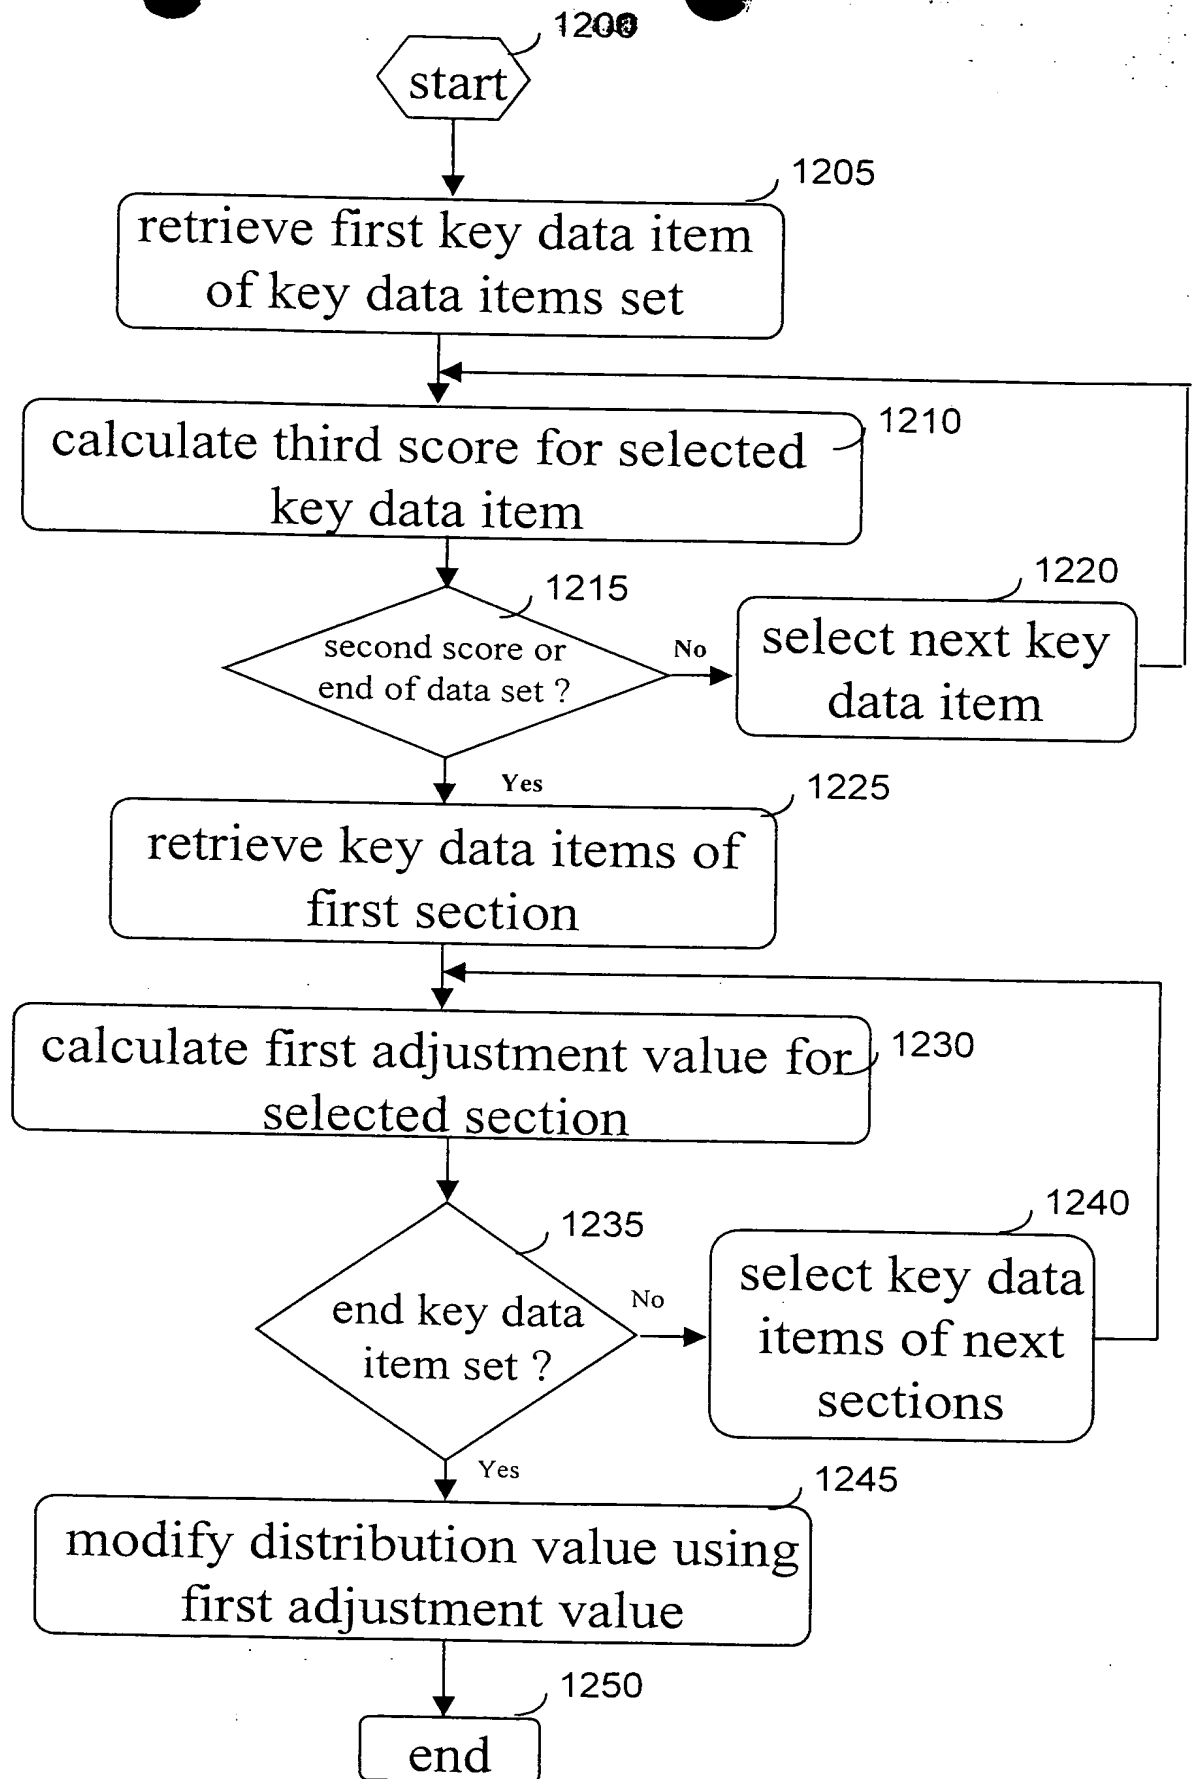 1200
start
1205
retrieve first key data item
of key data items set
1210
calculate third score for selected
key data item
1215
second score or
end of data set ?
No
1220
select next key
data item
Yes
1225
retrieve key data items of
first section
1230
calculate first adjustment value for
selected section
1235
end key data
item set ?
No
1240
select key data
items of next
sections
Yes
1245
modify distribution value using
first adjustment value
1250
end